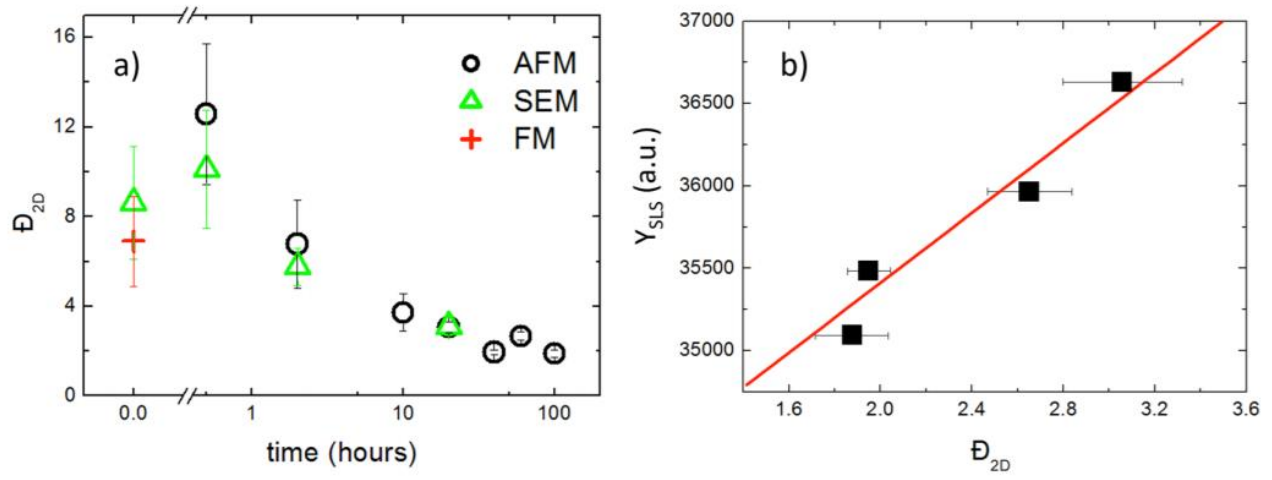 a)
AFM
SEM
FM
16
12
8
4
0
Đ2D
0.0
1
10
100
time (hours)
b)
37000
36500
36000
35500
35000
YSLS (a.u.)
1.6
2.0
2.4
2.8
3.2
3.6
Đ2D